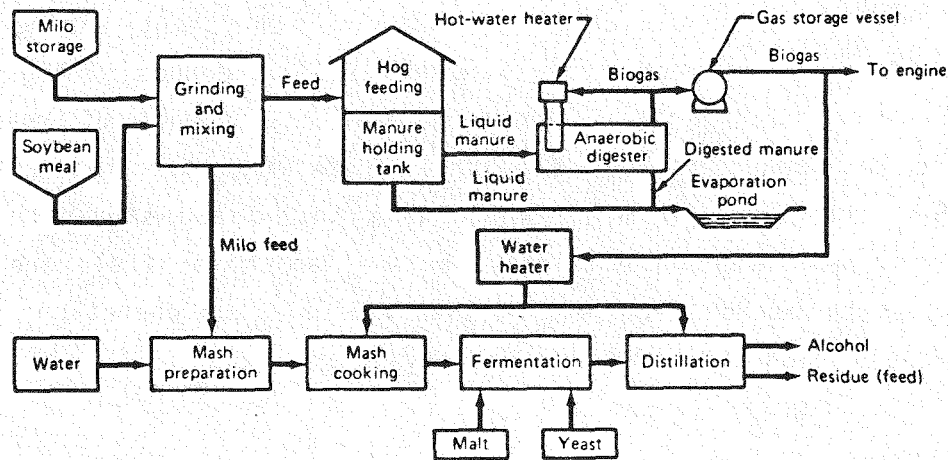 Milo
storage
Soybean
meal
Grinding
and
mixing
Feed
Hog
feeding
Manure
holding
tank
Hot-water heater
Gas storage vessel
Biogas
Biogas
To engine
Liquid
manure
Anaerobic
digester
Digested manure
Liquid
manure
Evaporation
pond
Milo feed
Water
heater
Water
Mash
preparation
Mash
cooking
Fermentation
Distillation
Alcohol
Residue (feed)
Malt
Yeast